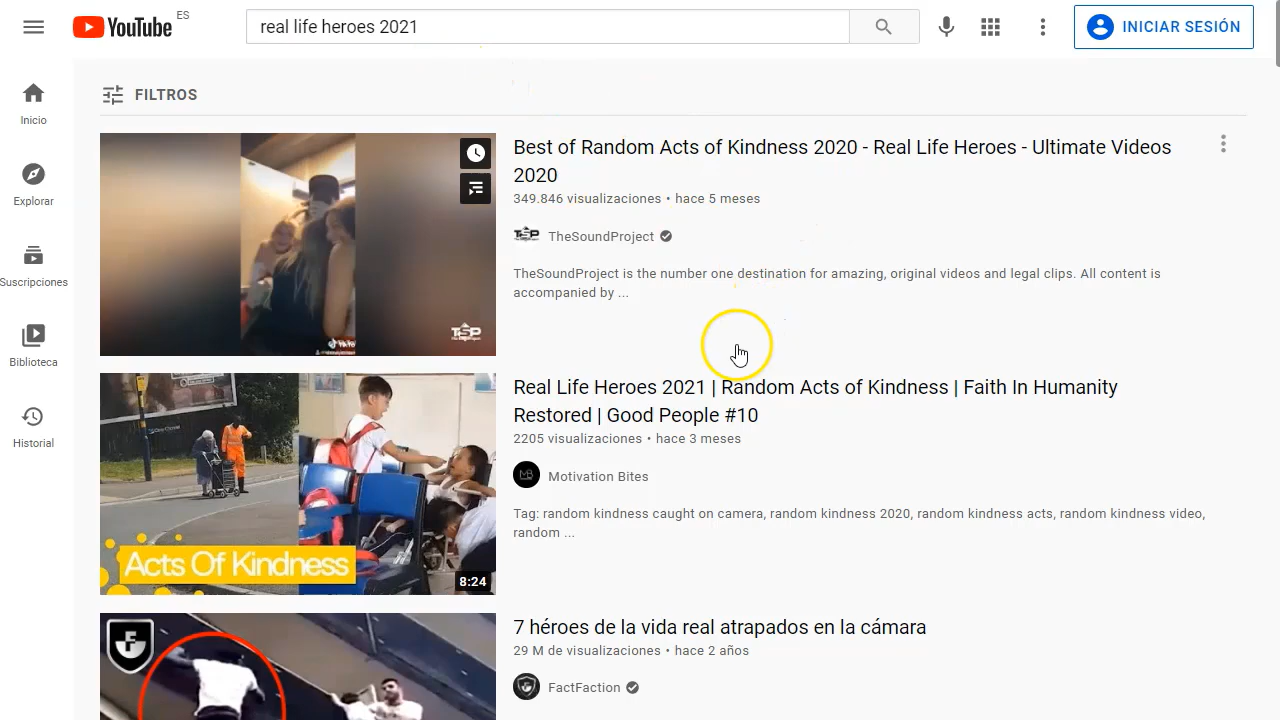 YouTube ES
real life heroes 2021
INICIAR SESIÓN
Inicio
Explorar
Suscripciones
Biblioteca
Historial
FILTROS
TSP
TikTok
Best of Random Acts of Kindness 2020 - Real Life Heroes - Ultimate Videos
2020
349.846 visualizaciones • hace 5 meses
TSP
TheSoundProject
TheSoundProject is the number one destination for amazing, original videos and legal clips. All content is
accompanied by ...
Acts Of Kindness
8:24
Real Life Heroes 2021 | Random Acts of Kindness | Faith In Humanity
Restored | Good People #10
2205 visualizaciones • hace 3 meses
MB
Motivation Bites
Tag: random kindness caught on camera, random kindness 2020, random kindness acts, random kindness video,
random ...
F
7 héroes de la vida real atrapados en la cámara
29 M de visualizaciones • hace 2 años
F
FactFaction